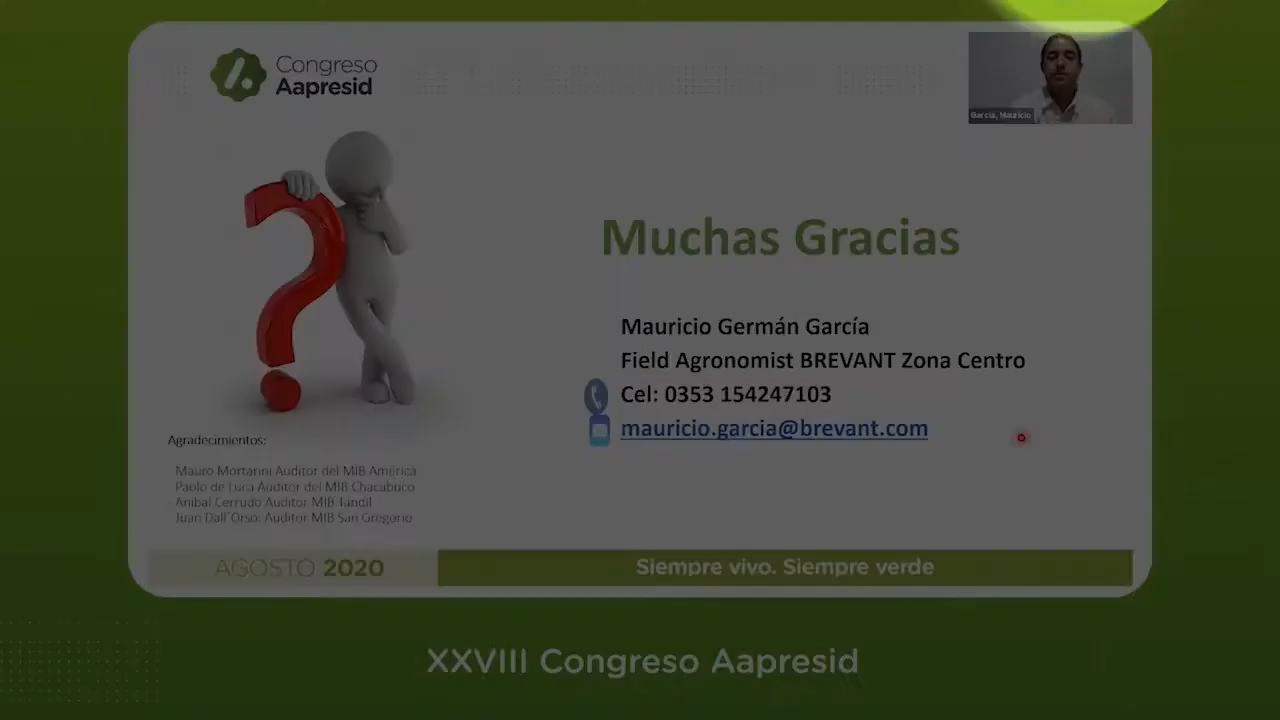 Congreso
Aapresid
García, Mauricio
Muchas Gracias
Mauricio Germán García
Field Agronomist BREVANT Zona Centro
Cel: 0353 154247103
mauricio.garcia@brevant.com
Agradecimientos:
Mauro Mortarini Auditor del MIB América
Paolo de Luca Auditor del MIB Chacabuco
Anibal Cerrudo Auditor MIB Tandil
Juan Dall´Orso: Auditor MIB San Gregorio
AGOSTO 2020
Siempre vivo. Siempre verde
XXVIII Congreso Aapresid